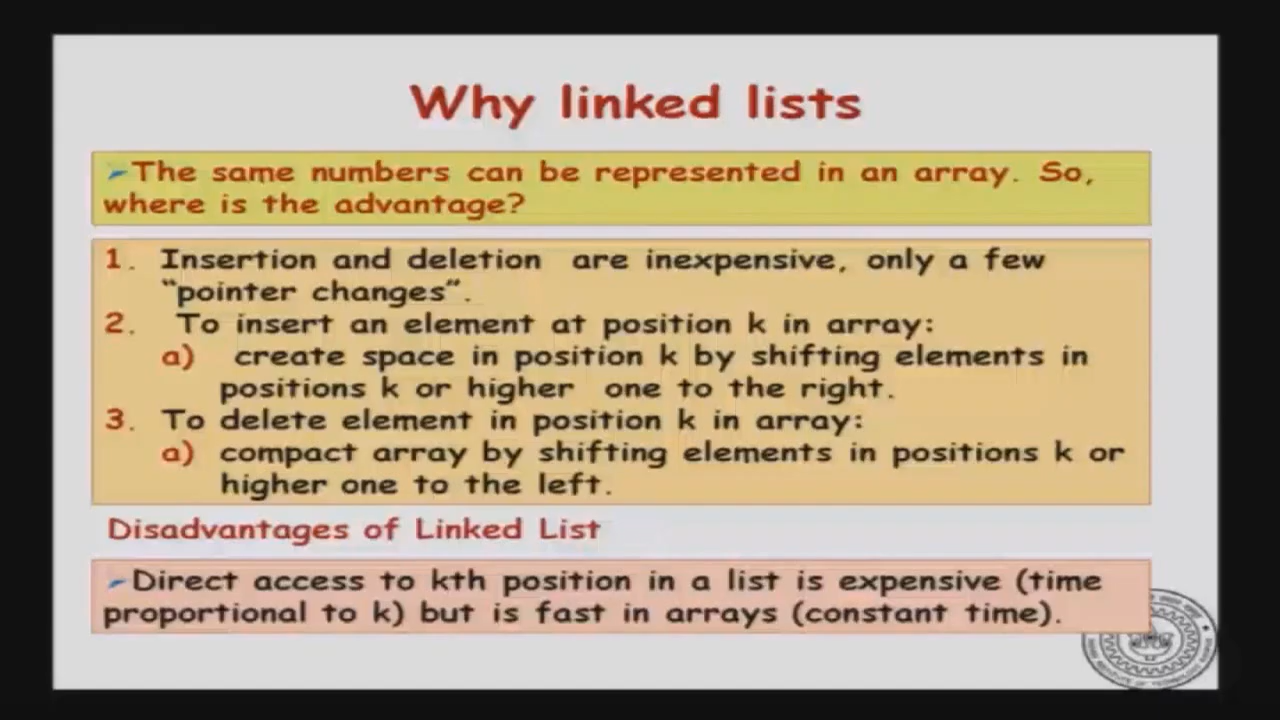 Why linked lists
➢The same numbers can be represented in an array. So,
where is the advantage?
1. Insertion and deletion are inexpensive, only a few
“pointer changes”.
2. To insert an element at position k in array:
a) create space in position k by shifting elements in
positions k or higher one to the right.
3. To delete element in position k in array:
a) compact array by shifting elements in positions k or
higher one to the left.
Disadvantages of Linked List
➢Direct access to kth position in a list is expensive (time
proportional to k) but is fast in arrays (constant time).